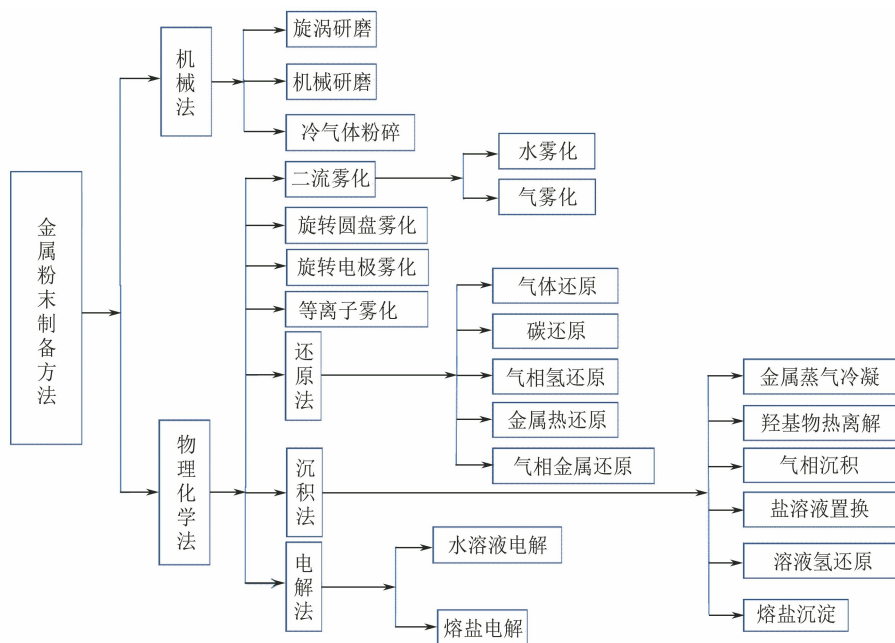 金属粉末制备方法
机械法
旋涡研磨
机械研磨
冷气体粉碎
物理化学法
二流雾化
水雾化
气雾化
旋转圆盘雾化
旋转电极雾化
等离子雾化
还原法
气体还原
碳还原
气相氢还原
金属热还原
气相金属还原
沉积法
金属蒸气冷凝
羟基物热离解
气相沉积
盐溶液置换
溶液氢还原
熔盐沉淀
电解法
水溶液电解
熔盐电解